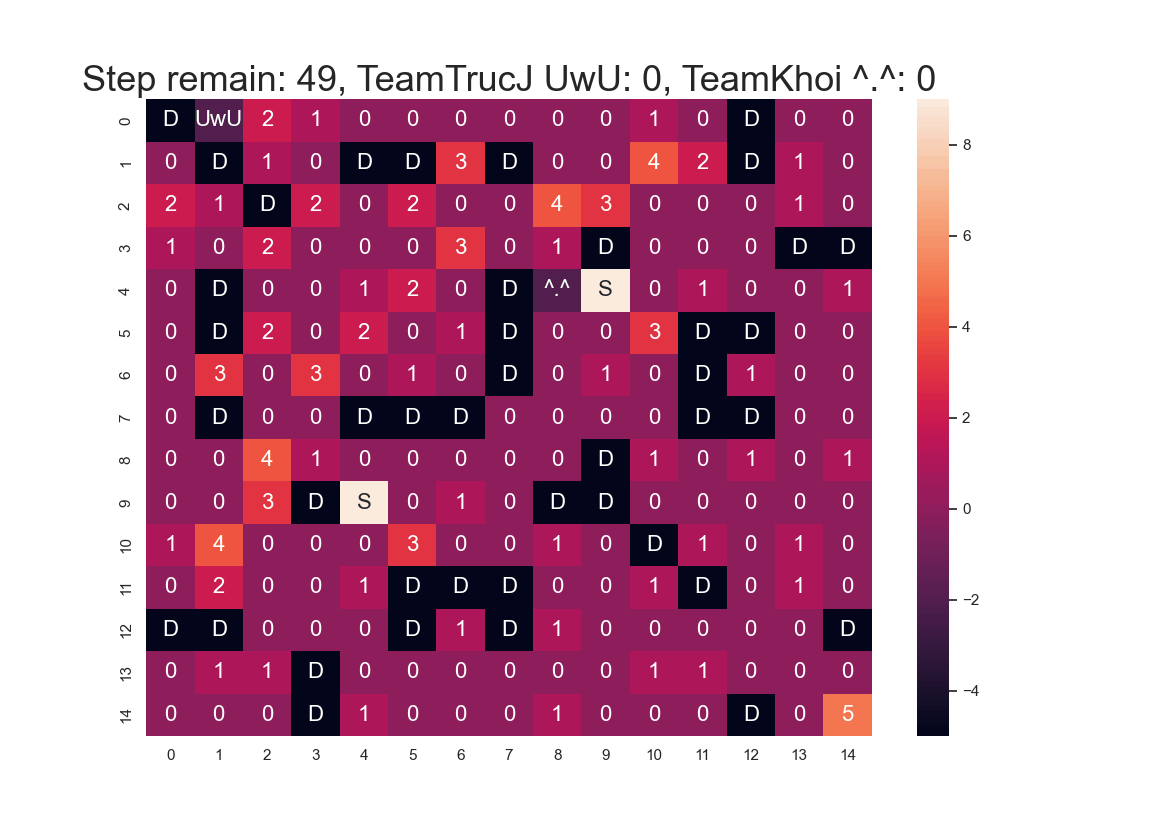 Step remain: 49, TeamTrucJ UwU: 0, TeamKhoi ^.^: 0
0 D UwU 2 1 0 0 0 0 0 0 1 0 D 0 0
1 0 D 1 0 D D 3 D 0 0 4 2 D 1 0 8
2 2 1 D 2 0 2 0 0 4 3 0 0 0 1 0
3 1 0 2 0 0 0 3 0 1 D 0 0 0 D D 6
4 0 D 0 0 1 2 0 D ^.^ S 0 1 0 0 1
5 0 D 2 0 2 0 1 D 0 0 3 D D 0 0 4
6 0 3 0 3 0 1 0 D 0 1 0 D 1 0 0
7 0 D 0 0 D D D 0 0 0 0 D D 0 0 2
8 0 0 4 1 0 0 0 0 0 D 1 0 1 0 1
9 0 0 3 D S 0 1 0 D D 0 0 0 0 0 0
10 1 4 0 0 0 3 0 0 1 0 D 1 0 1 0
11 0 2 0 0 1 D D D 0 0 1 D 0 1 0 −2
12 D D 0 0 0 D 1 D 1 0 0 0 0 0 D
13 0 1 1 D 0 0 0 0 0 0 1 1 0 0 0 −4
14 0 0 0 D 1 0 0 0 1 0 0 0 D 0 5
0 1 2 3 4 5 6 7 8 9 10 11 12 13 14